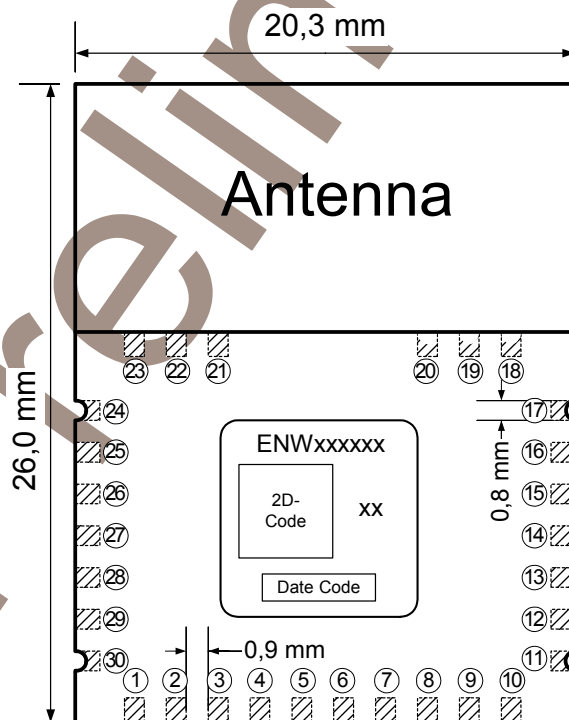 20,3 mm
Antenna
23 22 21 20 19 18
26,0 mm
24 17
25 16
26 15
27 14
28 13
29 12
30 11
0,8 mm
ENWxxxxxx
2D-
Code
xx
Date Code
0,9 mm
1 2 3 4 5 6 7 8 9 10
relin